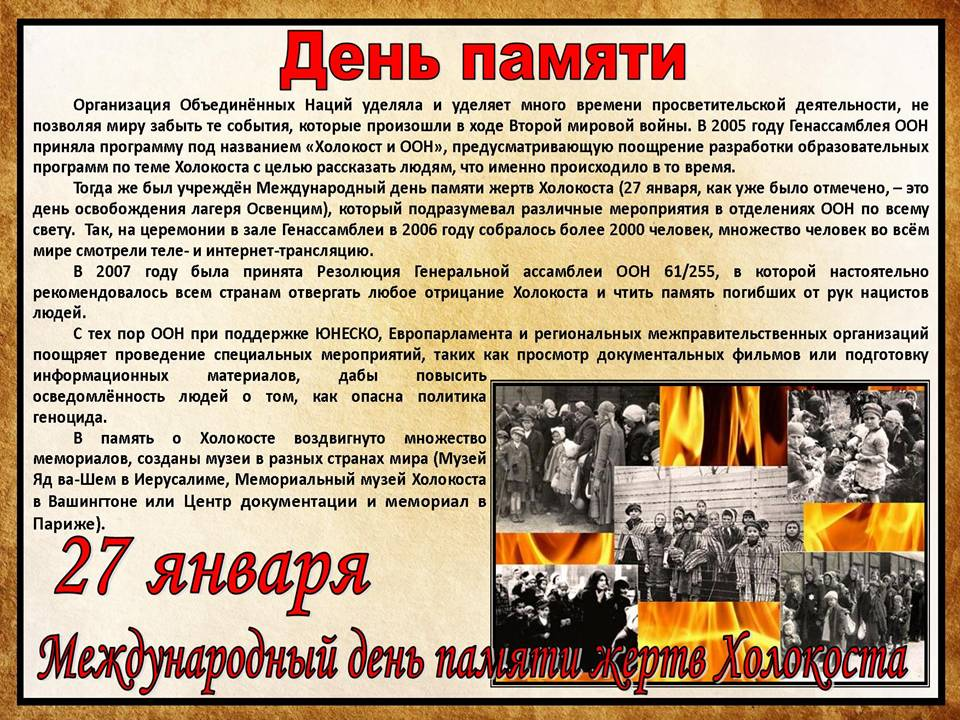 День памяти
Организация Объединённых Наций уделяла и уделяет много времени просветительской деятельности, не
позволяя миру забыть те события, которые произошли в ходе Второй мировой войны. В 2005 году Генассамблея ООН
приняла программу под названием «Холокост и ООН», предусматривающую поощрение разработки образовательных
программ по теме Холокоста с целью рассказать людям, что именно происходило в то время.
Тогда же был учреждён Международный день памяти жертв Холокоста (27 января, как уже было отмечено, – это
день освобождения лагеря Освенцим), который подразумевал различные мероприятия в отделениях ООН по всему
свету. Так, на церемонии в зале Генассамблеи в 2006 году собралось более 2000 человек, множество человек во всём
мире смотрели теле- и интернет-трансляцию.
В 2007 году была принята Резолюция Генеральной ассамблеи ООН 61/255, в которой настоятельно
рекомендовалось всем странам отвергать любое отрицание Холокоста и чтить память погибших от рук нацистов
людей.
С тех пор ООН при поддержке ЮНЕСКО, Европарламента и региональных межправительственных организаций
поощряет проведение специальных мероприятий, таких как просмотр документальных фильмов или подготовку
информационных материалов, дабы повысить
осведомлённость людей о том, как опасна политика
геноцида.
В память о Холокосте воздвигнуто множество
мемориалов, созданы музеи в разных странах мира (Музей
Яд ва-Шем в Иерусалиме, Мемориальный музей Холокоста
в Вашингтоне или Центр документации и мемориал в
Париже).
27 января
Международный день памяти жертв Холокоста